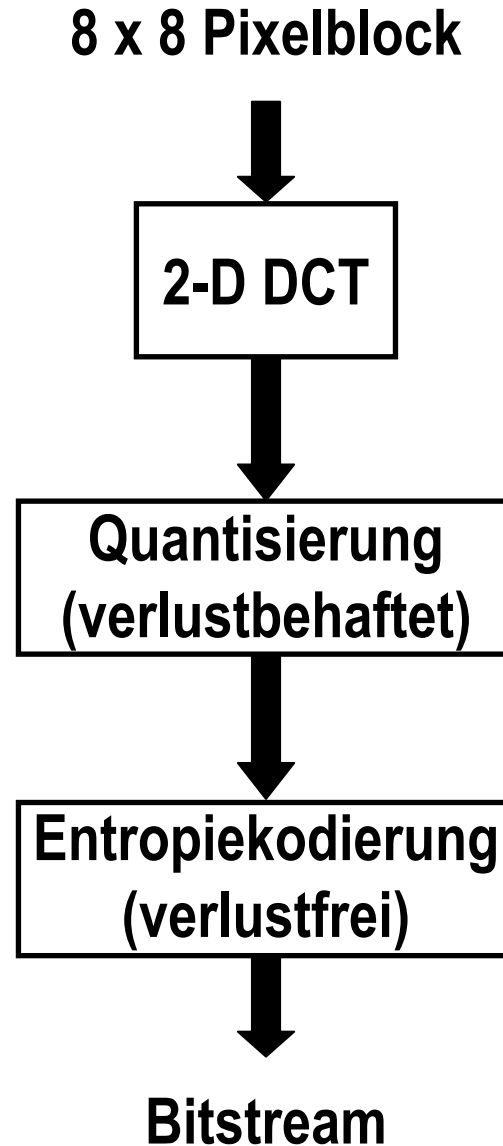 8 x 8 Pixelblock
2-D DCT
Quantisierung
(verlustbehaftet)
Entropiekodierung
(verlustfrei)
Bitstream